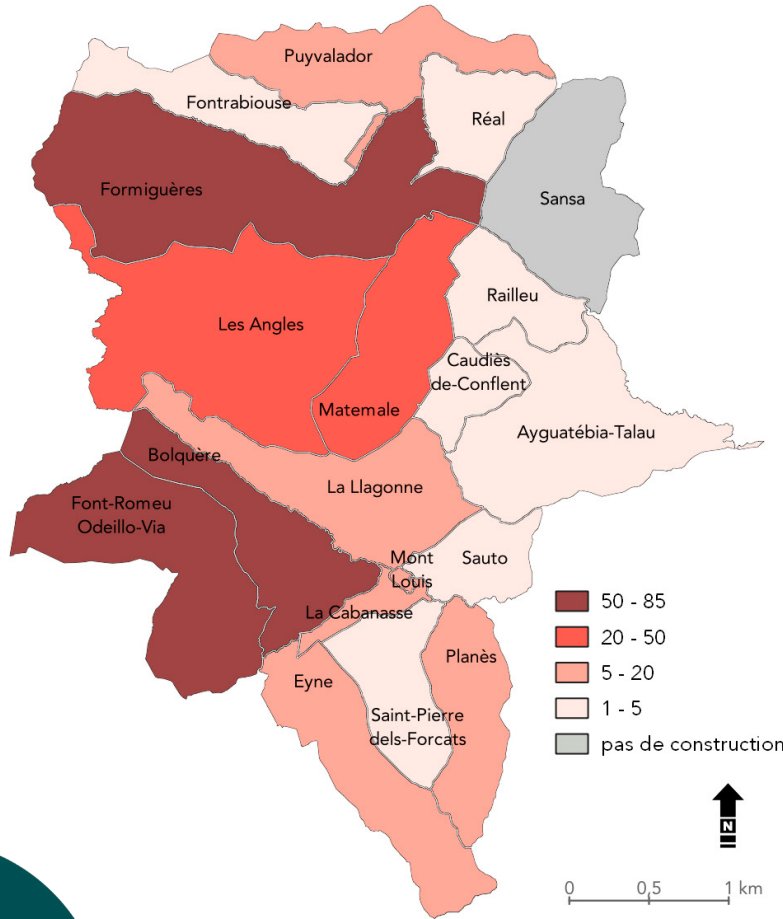 Puyvalador
Fontrabiouse
Réal
Formiguères
Sansa
Railleu
Les Angles
Caudiès
de-Conflent
Matemale
Ayguatébia-Talau
Bolquère
La Llagonne
Font-Romeu
Odeillo-Via
Mont
Louis
Sauto
La Cabanasse
Planès
Eyne
Saint-Pierre
dels-Forcats
50 - 85
20 - 50
5 - 20
1 - 5
pas de construction
N
0 0,5 1 km